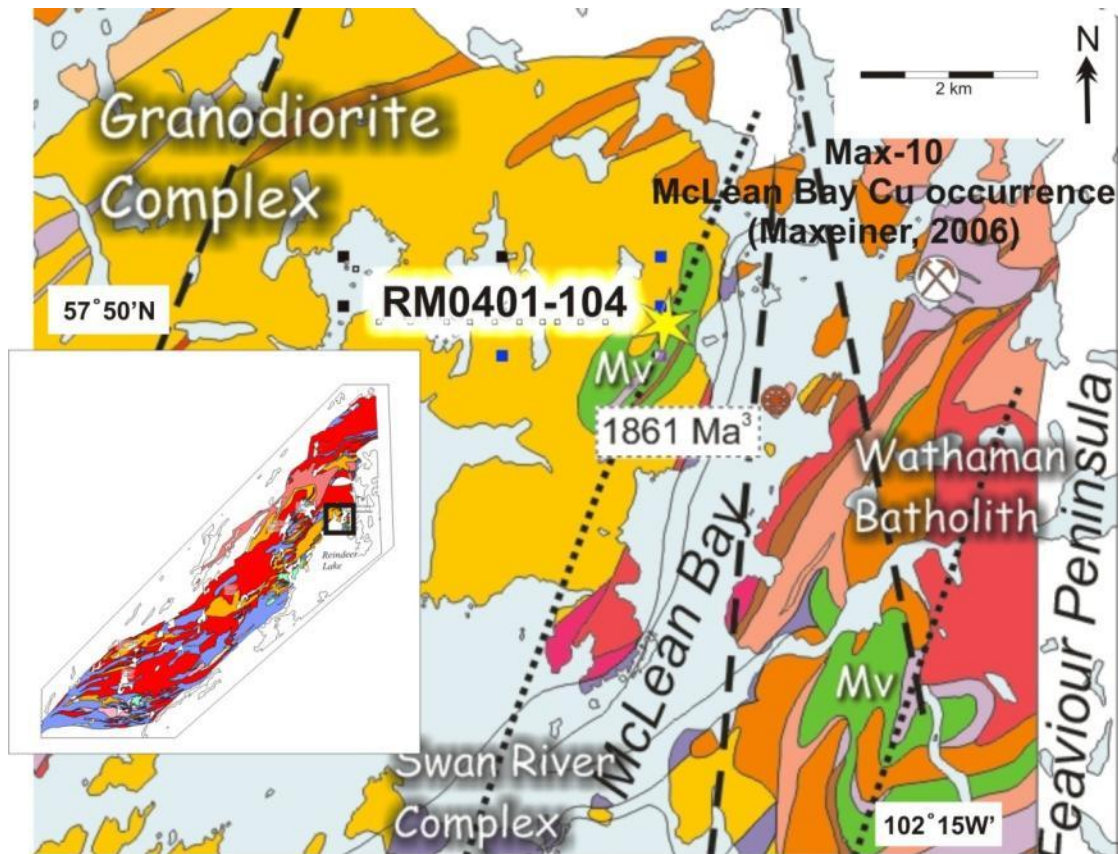 Granodiorite
Complex
N
2 km
Max-10
McLean Bay Cu occurrence
(Maxeiner, 2006)
57°50'N
RM0401-104
Mv
1861 Ma³
Wathaman
Batholith
Reindeer
Lake
McLean Bay
Feaviour Peninsula
Mv
Swan River
Complex
102°15W'